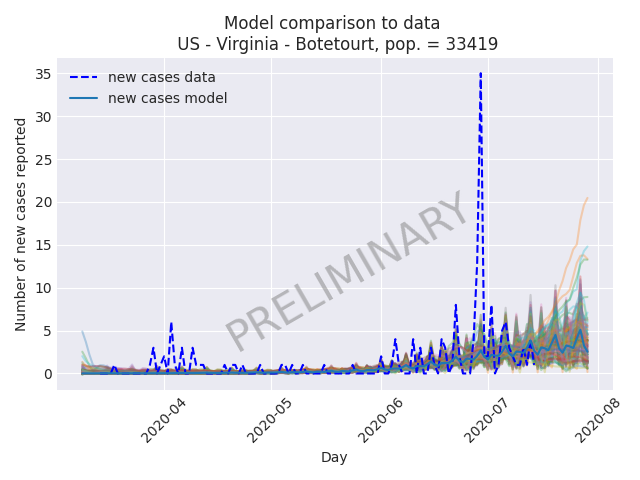 Model comparison to data
US - Virginia - Botetourt, pop. = 33419
new cases data
new cases model
35
30
25
20
15
10
5
0
Number of new cases reported
PRELIMINARY
2020-04
2020-05
2020-06
2020-07
2020-08
Day